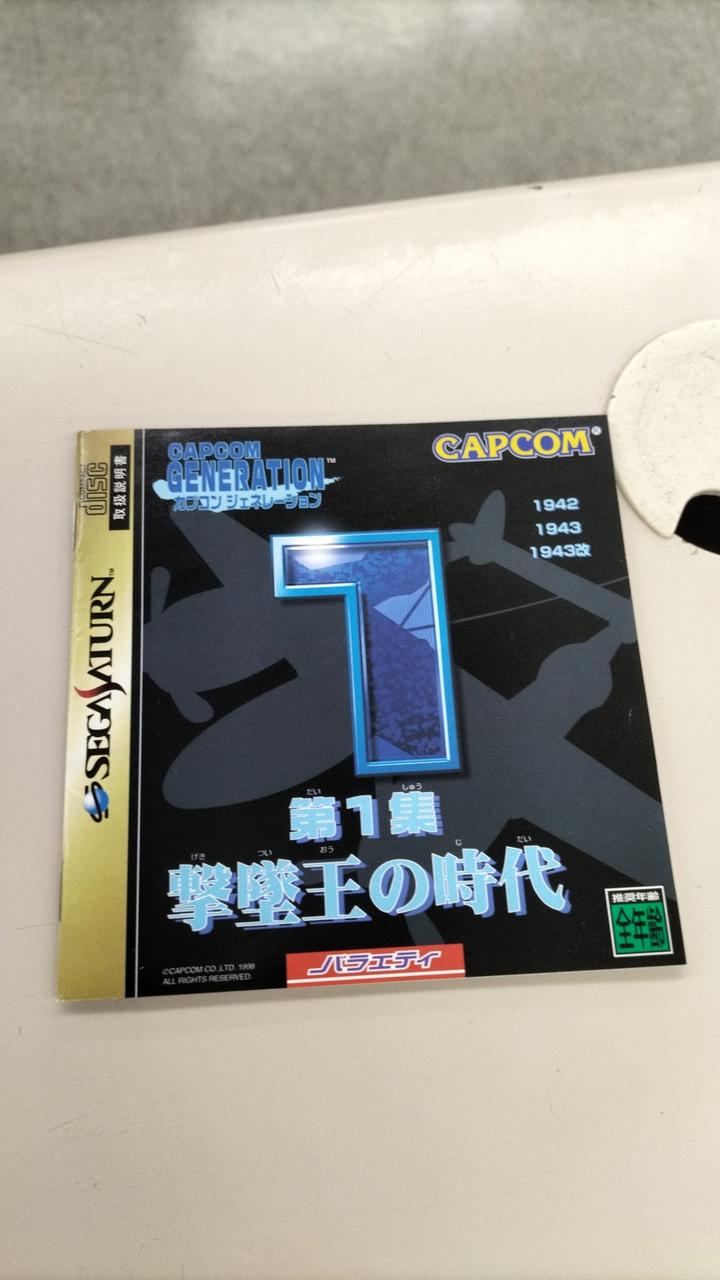 disc
取扱説明書
SEGA SATURN™
CAPCOM
GENERATION™
カプコン ジェネレーション
CAPCOM®
1942
1943
1943改
1
だい しゅう
第1集
げき つい おう じ だい
撃墜王の時代
推奨年齢
全年齢
バラエティ
©CAPCOM CO.,LTD. 1998
ALL RIGHTS RESERVED.